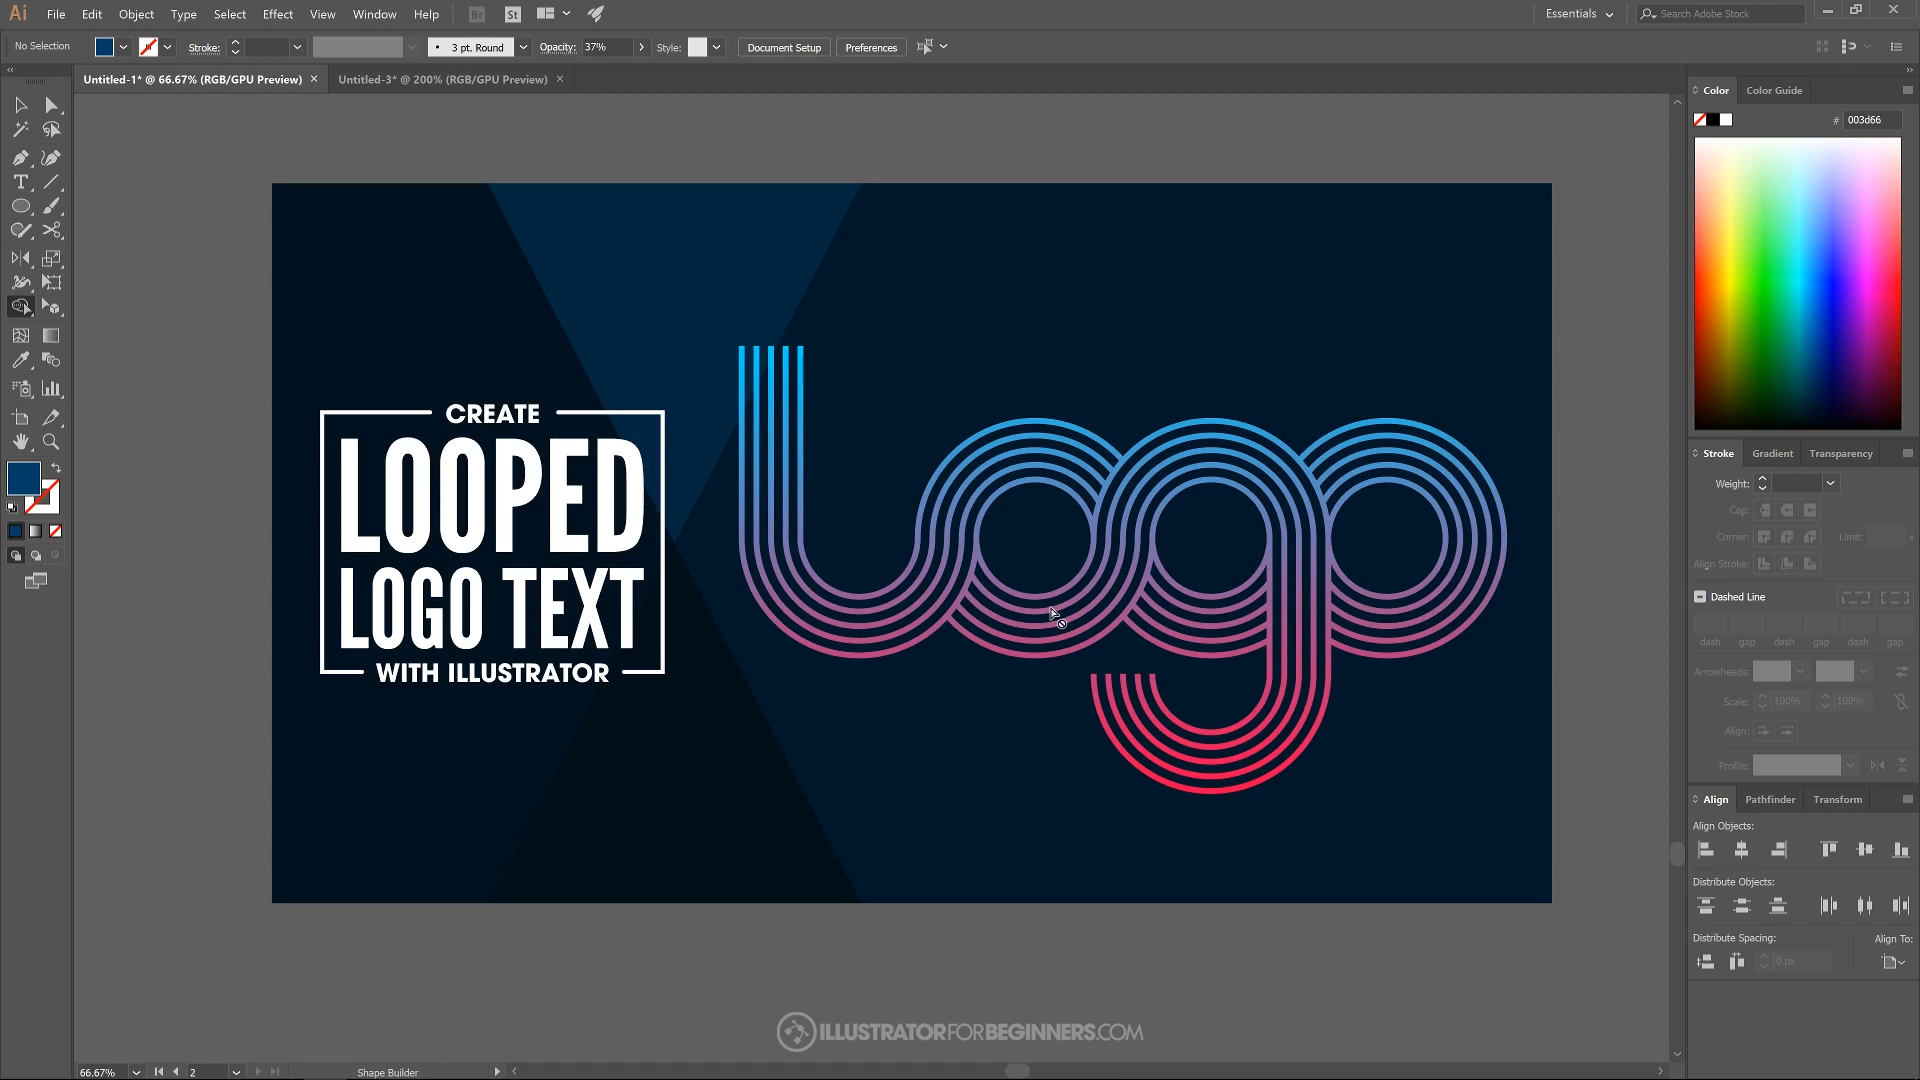 Ai File Edit Object Type Select Effect View Window Help Br St Essentials Search Adobe Stock
No Selection Stroke: 3 pt. Round Opacity: 37% Style: Document Setup Preferences
Untitled-1* @ 66.67% (RGB/GPU Preview) × Untitled-3* @ 200% (RGB/GPU Preview) ×
Color Color Guide
# 003d66
CREATE
LOOPED
LOGO TEXT
WITH ILLUSTRATOR
logo
Stroke Gradient Transparency
Weight:
Cap:
Corner: Limit: x
Align Stroke:
Dashed Line
dash gap dash gap dash gap
Arrowheads:
Scale: 100% 100%
Align:
Profile:
Align Pathfinder Transform
Align Objects:
Distribute Objects:
Distribute Spacing: Align To:
0 px
ILLUSTRATORFORBEGINNERS.COM
66.67% 2 Shape Builder